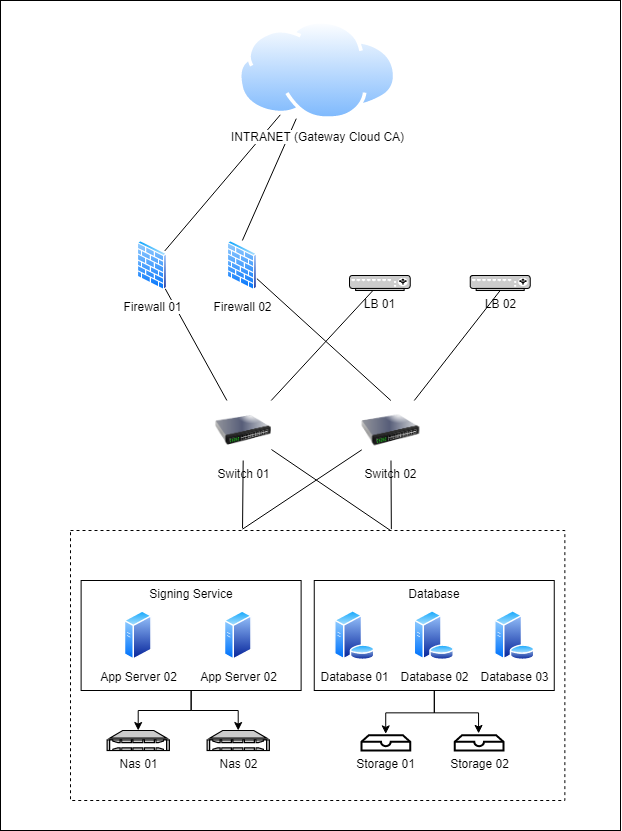 INTRANET (Gateway Cloud CA)
Firewall 01
Firewall 02
LB 01
LB 02
Switch 01
Switch 02
Signing Service
Database
App Server 02
App Server 02
Database 01
Database 02
Database 03
Nas 01
Nas 02
Storage 01
Storage 02